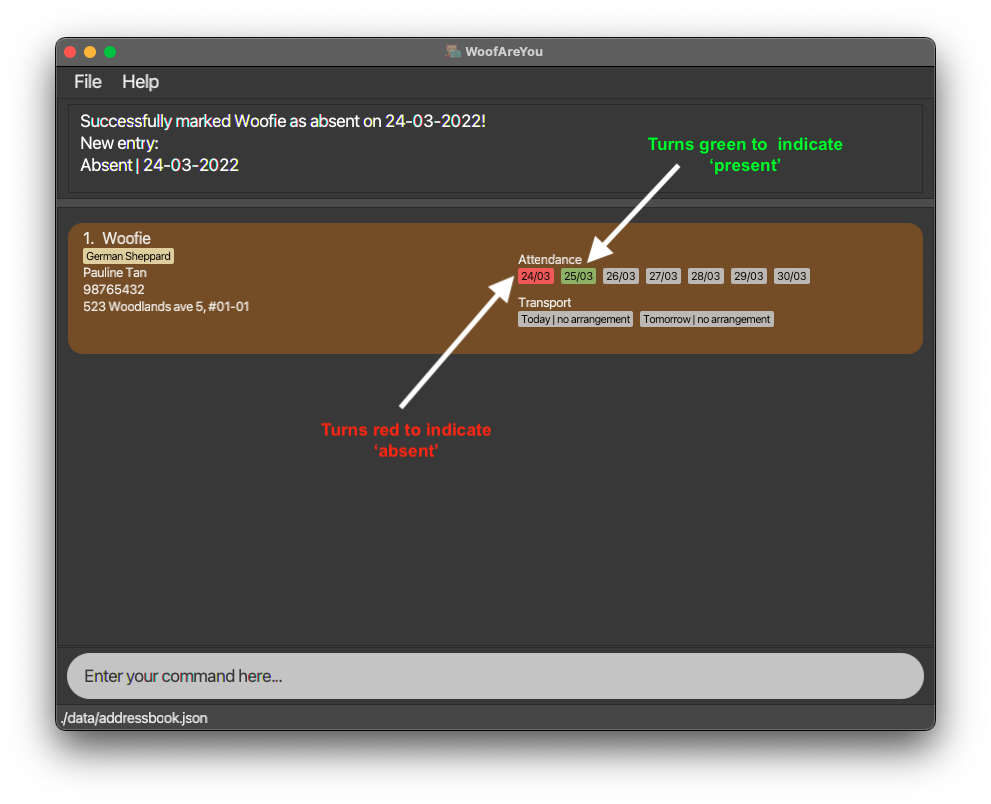 WoofAreYou
File Help
Successfully marked Woofie as absent on 24-03-2022!
New entry:
Absent | 24-03-2022
Turns green to indicate
‘present’
1. Woofie
German Sheppard
Pauline Tan
98765432
523 Woodlands ave 5, #01-01
Attendance
24/03 25/03 26/03 27/03 28/03 29/03 30/03
Transport
Today | no arrangement Tomorrow | no arrangement
Turns red to indicate
‘absent’
Enter your command here...
./data/addressbook.json